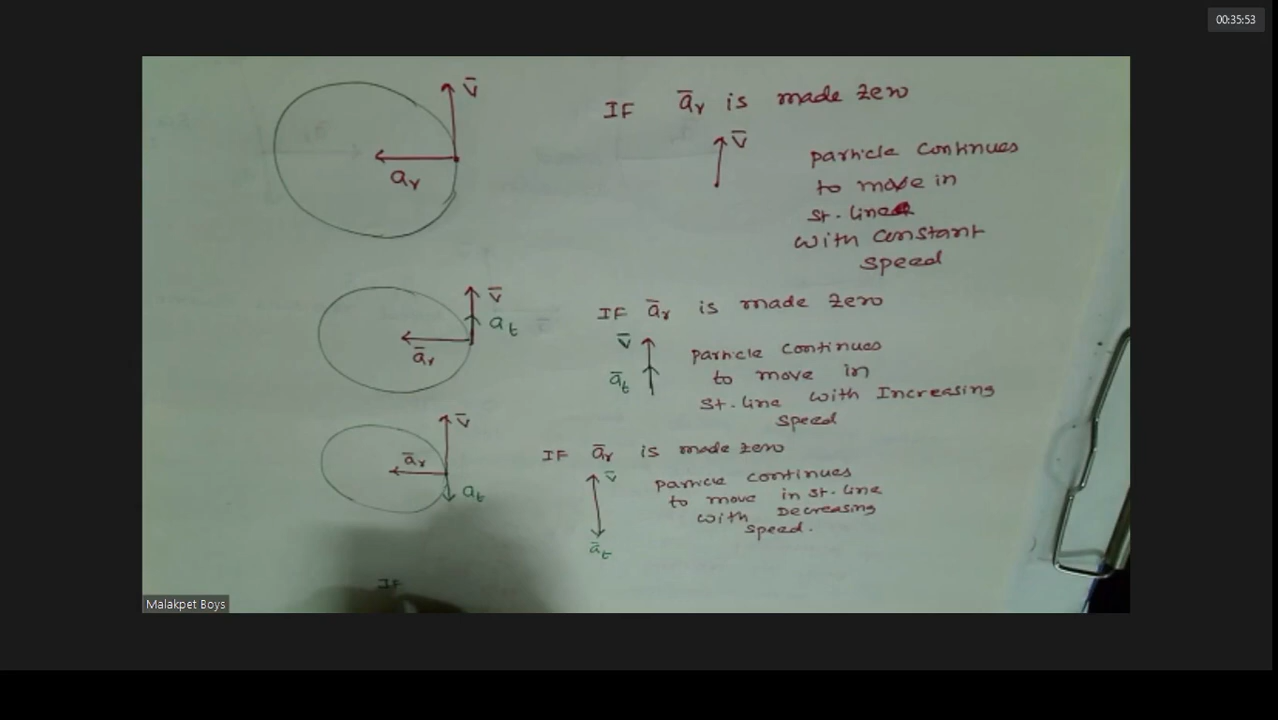 00:35:53
v̄
a_r
IF ā_r is made zero
v̄
particle continues
to move in
st. line
with constant
speed
v̄
a_t
ā_r
IF ā_r is made zero
v̄
ā_t
particle continues
to move in
st. line with Increasing
speed
v̄
ā_r
a_t
IF ā_r is made zero
v̄
ā_t
particle continues
to move in st. line
with Decreasing
speed.
IF
Malakpet Boys